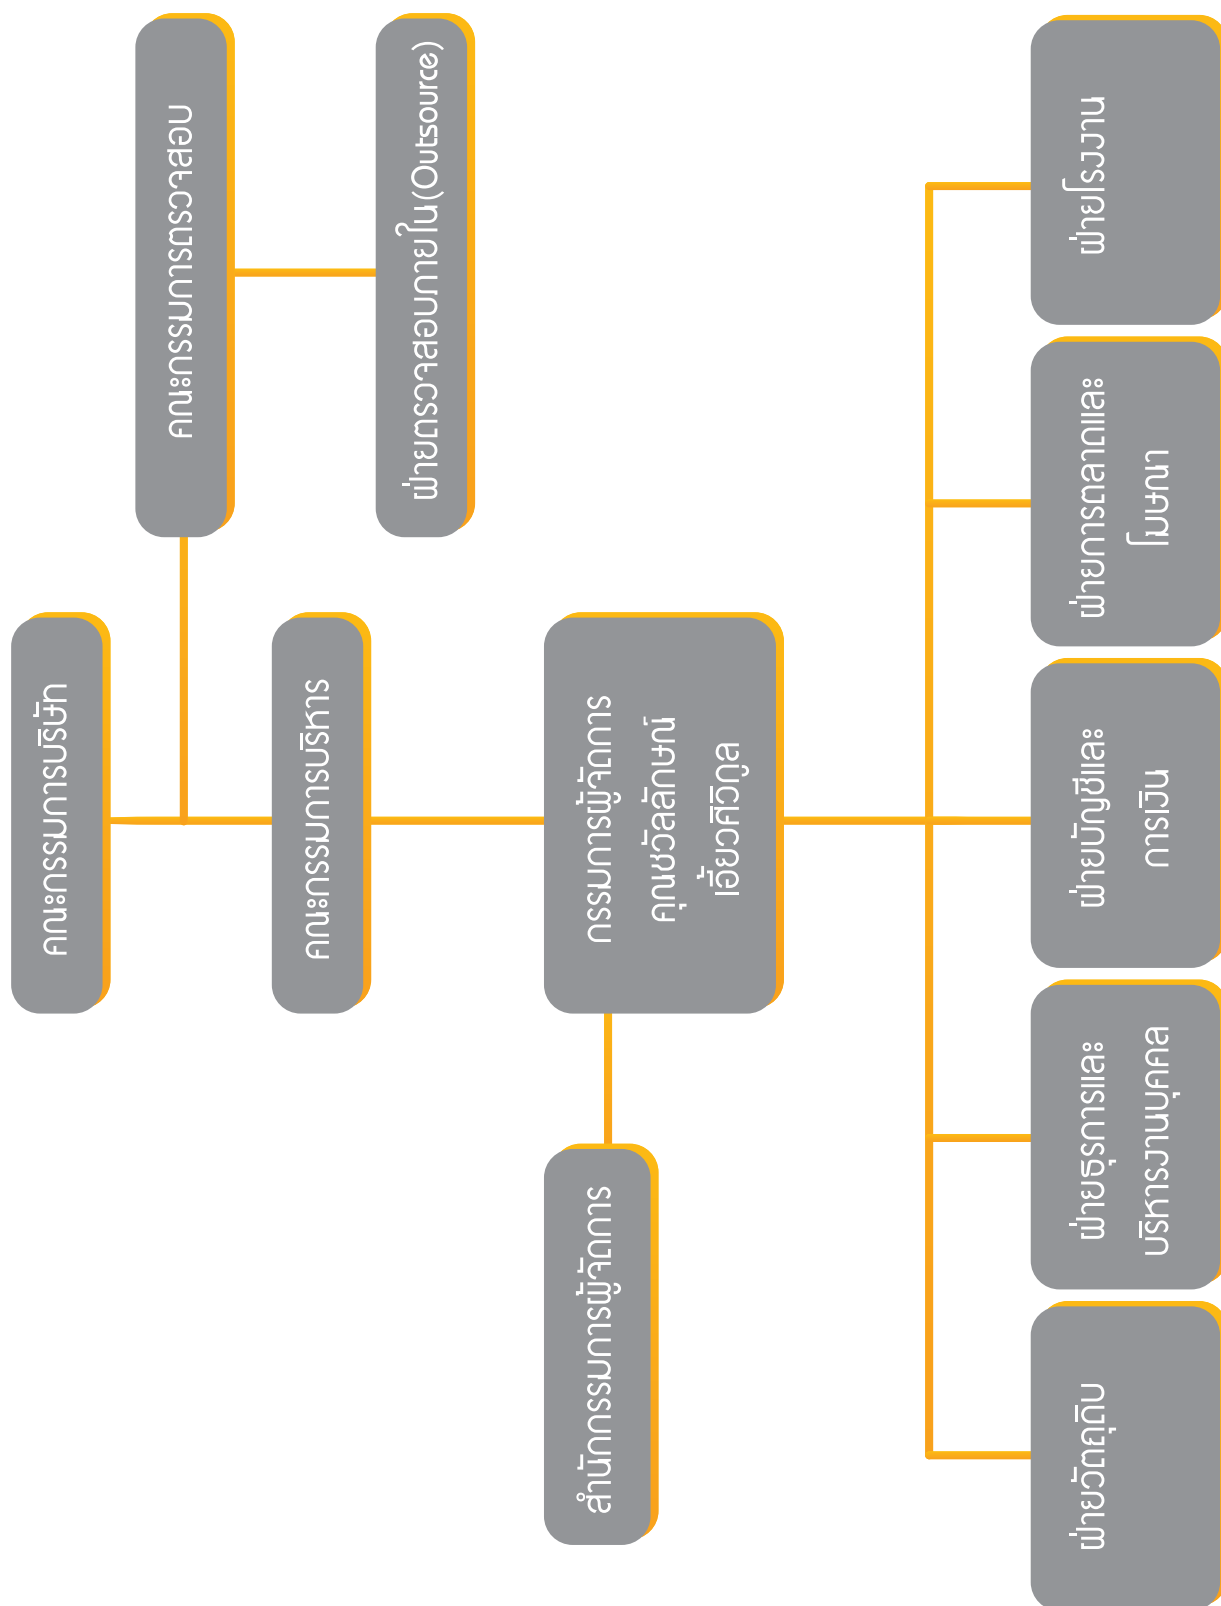 คณะกรรมการบริษัท
คณะกรรมการตรวจสอบ
ฝ่ายตรวจสอบภายใน(Outsource)
คณะกรรมการบริหาร
กรรมการผู้จัดการ
คุณชวัลลักษณ์
เอี้ยวศิวิกูล
สำนักกรรมการผู้จัดการ
ฝ่ายวัตถุดิบ
ฝ่ายธุรการและ
บริหารงานบุคคล
ฝ่ายบัญชีและ
การเงิน
ฝ่ายการตลาดและ
โฆษณา
ฝ่ายโรงงาน